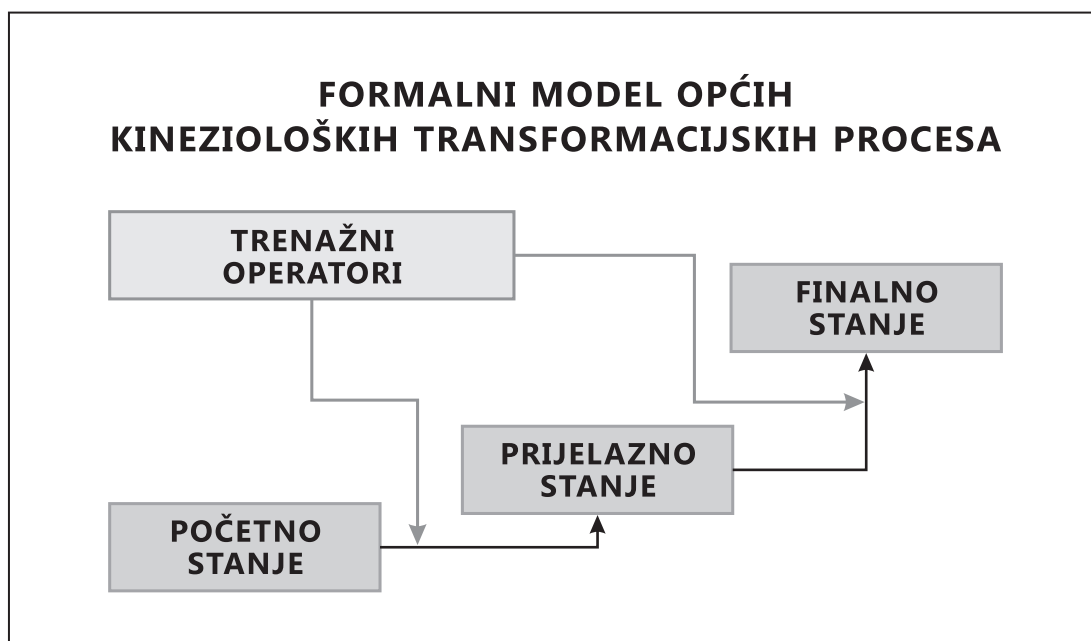 FORMALNI MODEL OPĆIH
KINEZIOLOŠKIH TRANSFORMACIJSKIH PROCESA
TRENAŽNI
OPERATORI
FINALNO
STANJE
PRIJELAZNO
STANJE
POČETNO
STANJE